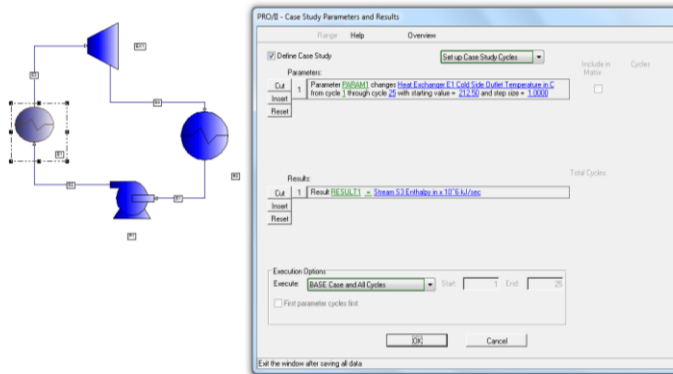 PRO/II - Case Study Parameters and Results
Range Help Overview
Define Case Study
Set up Case Study Cycles
Include in Matrix
Cycles
Parameters:
Cut
1
Parameter PARAM1 changes Heat Exchanger E1 Cold Side Outlet Temperature in C
from cycle 1 through cycle 25 with starting value = 212.50 and step size = 1.0000
Insert
Reset
Total Cycles
Results:
Cut
1
Result RESULT1 = Stream S3 Enthalpy in x 10^6 kJ/sec
Insert
Reset
Execution Options
Execute: BASE Case and All Cycles Start: 1 End: 25
First parameter cycles first
OK Cancel
Exit the window after saving all data